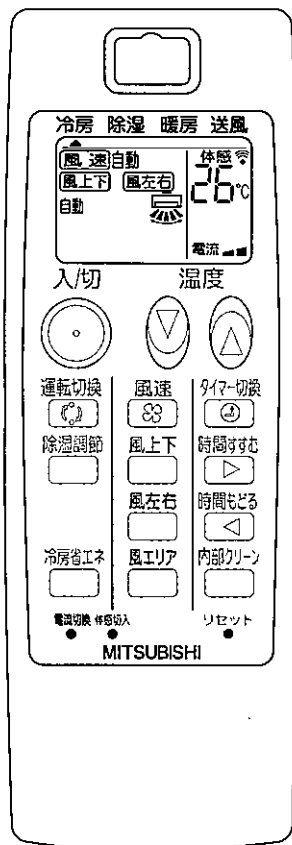 冷房 除湿 暖房 送風
風速 自動 体感
風上下 風左右 26℃
自動
電流
入/切 温度
運転切換 風速 タイマー切換
除湿調節 風上下 時間すすむ
風左右 時間もどる
冷房省エネ 風エリア 内部クリーン
電流切換 体感切入 リセット
MITSUBISHI